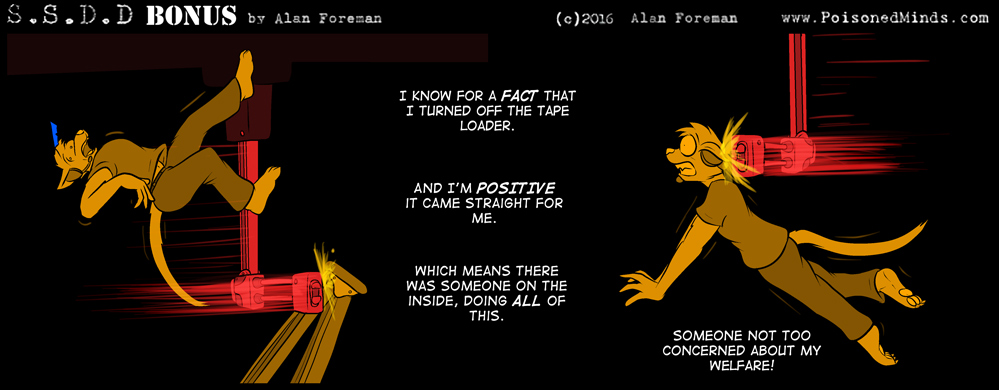 S.S.D.D BONUS by Alan Foreman (c)2016 Alan Foreman www.PoisonedMinds.com
I KNOW FOR A FACT THAT
I TURNED OFF THE TAPE
LOADER.
AND I'M POSITIVE
IT CAME STRAIGHT FOR
ME.
WHICH MEANS THERE
WAS SOMEONE ON THE
INSIDE, DOING ALL OF
THIS.
SOMEONE NOT TOO
CONCERNED ABOUT MY
WELFARE!